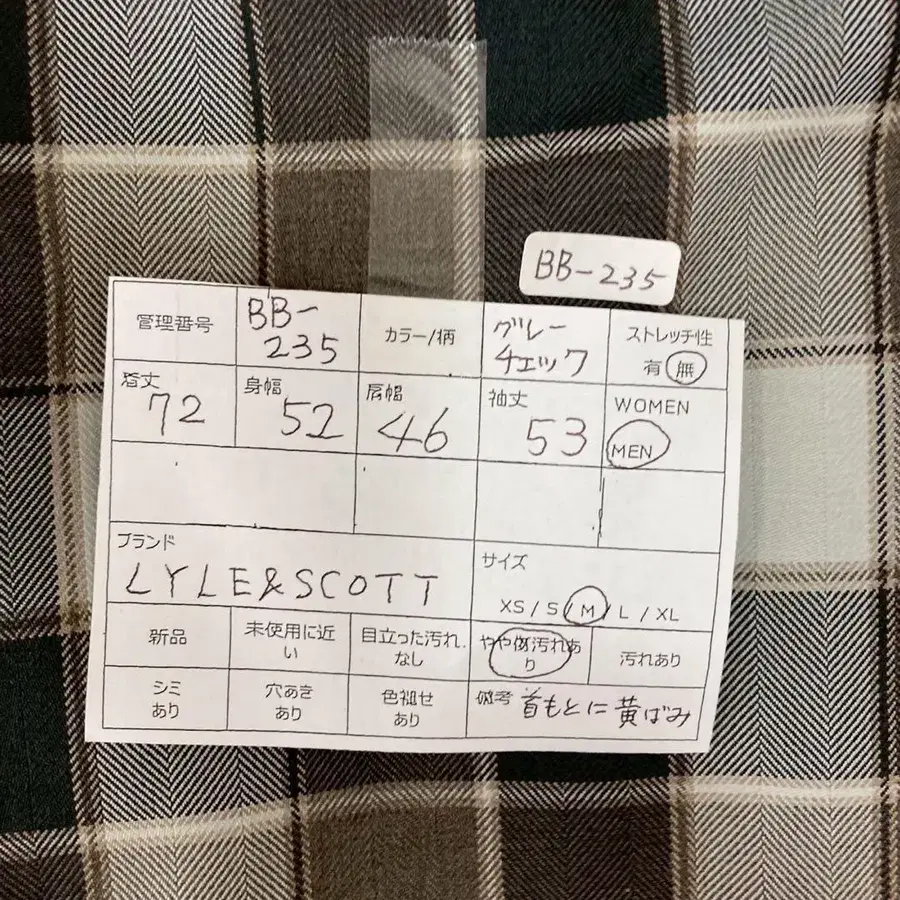 BB-235
管理番号
BB-
235
カラー/柄
グレー
チェック
ストレッチ性
有 無
着丈
72
身幅
52
肩幅
46
袖丈
53
WOMEN
MEN
ブランド
LYLE&SCOTT
サイズ
XS / S / M / L / XL
新品
未使用に近
い
目立った汚れ
なし
やや傷汚れあ
り
汚れあり
シミ
あり
穴あき
あり
色褪せ
あり
備考 首もとに黄ばみ